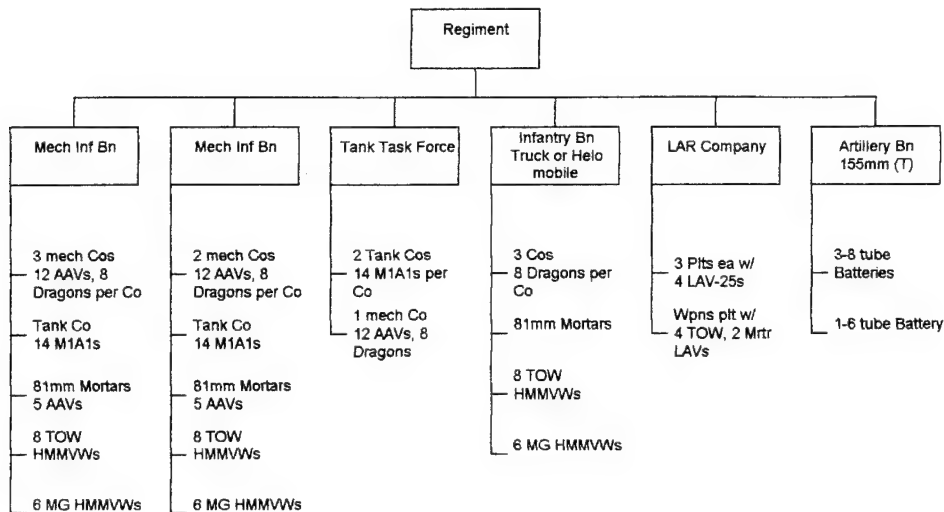 Regiment
Mech Inf Bn
3 mech Cos
12 AAVs, 8
Dragons per Co
Tank Co
14 M1A1s
81mm Mortars
5 AAVs
8 TOW
HMMVWs
6 MG HMMVWs
Mech Inf Bn
2 mech Cos
12 AAVs, 8
Dragons per Co
Tank Co
14 M1A1s
81mm Mortars
5 AAVs
8 TOW
HMMVWs
6 MG HMMVWs
Tank Task Force
2 Tank Cos
14 M1A1s per
Co
1 mech Co
12 AAVs, 8
Dragons
Infantry Bn
Truck or Helo
mobile
3 Cos
8 Dragons per
Co
81mm Mortars
8 TOW
HMMVWs
6 MG HMMVWs
LAR Company
3 Plts ea w/
4 LAV-25s
Wpns plt w/
4 TOW, 2 Mrtr
LAVs
Artillery Bn
155mm (T)
3-8 tube
Batteries
1-6 tube Battery